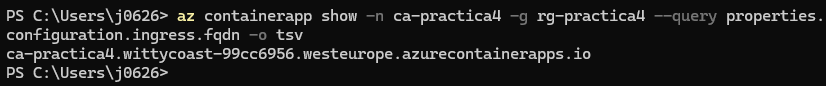 PS C:\Users\j0626> az containerapp show -n ca-practica4 -g rg-practica4 --query properties.
configuration.ingress.fqdn -o tsv
ca-practica4.wittycoast-99cc6956.westeurope.azurecontainerapps.io
PS C:\Users\j0626>